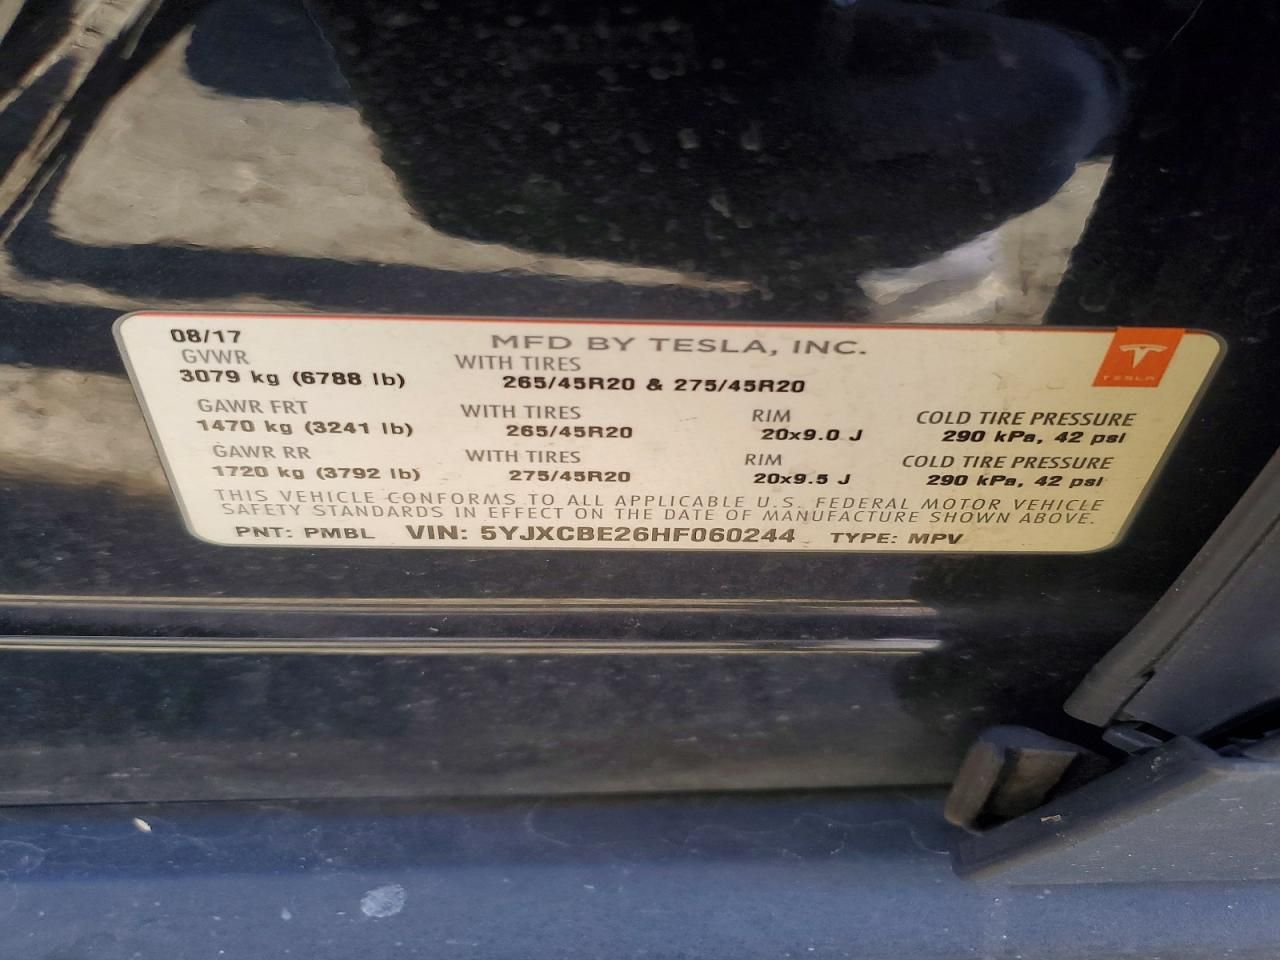 08/17 MFD BY TESLA, INC.
TESLA
GVWR WITH TIRES
3079 kg (6788 lb) 265/45R20 & 275/45R20
GAWR FRT WITH TIRES RIM COLD TIRE PRESSURE
1470 kg (3241 lb) 265/45R20 20x9.0 J 290 kPa, 42 psi
GAWR RR WITH TIRES RIM COLD TIRE PRESSURE
1720 kg (3792 lb) 275/45R20 20x9.5 J 290 kPa, 42 psi
THIS VEHICLE CONFORMS TO ALL APPLICABLE U.S. FEDERAL MOTOR VEHICLE
SAFETY STANDARDS IN EFFECT ON THE DATE OF MANUFACTURE SHOWN ABOVE.
PNT: PMBL VIN: 5YJXCBE26HF060244 TYPE: MPV